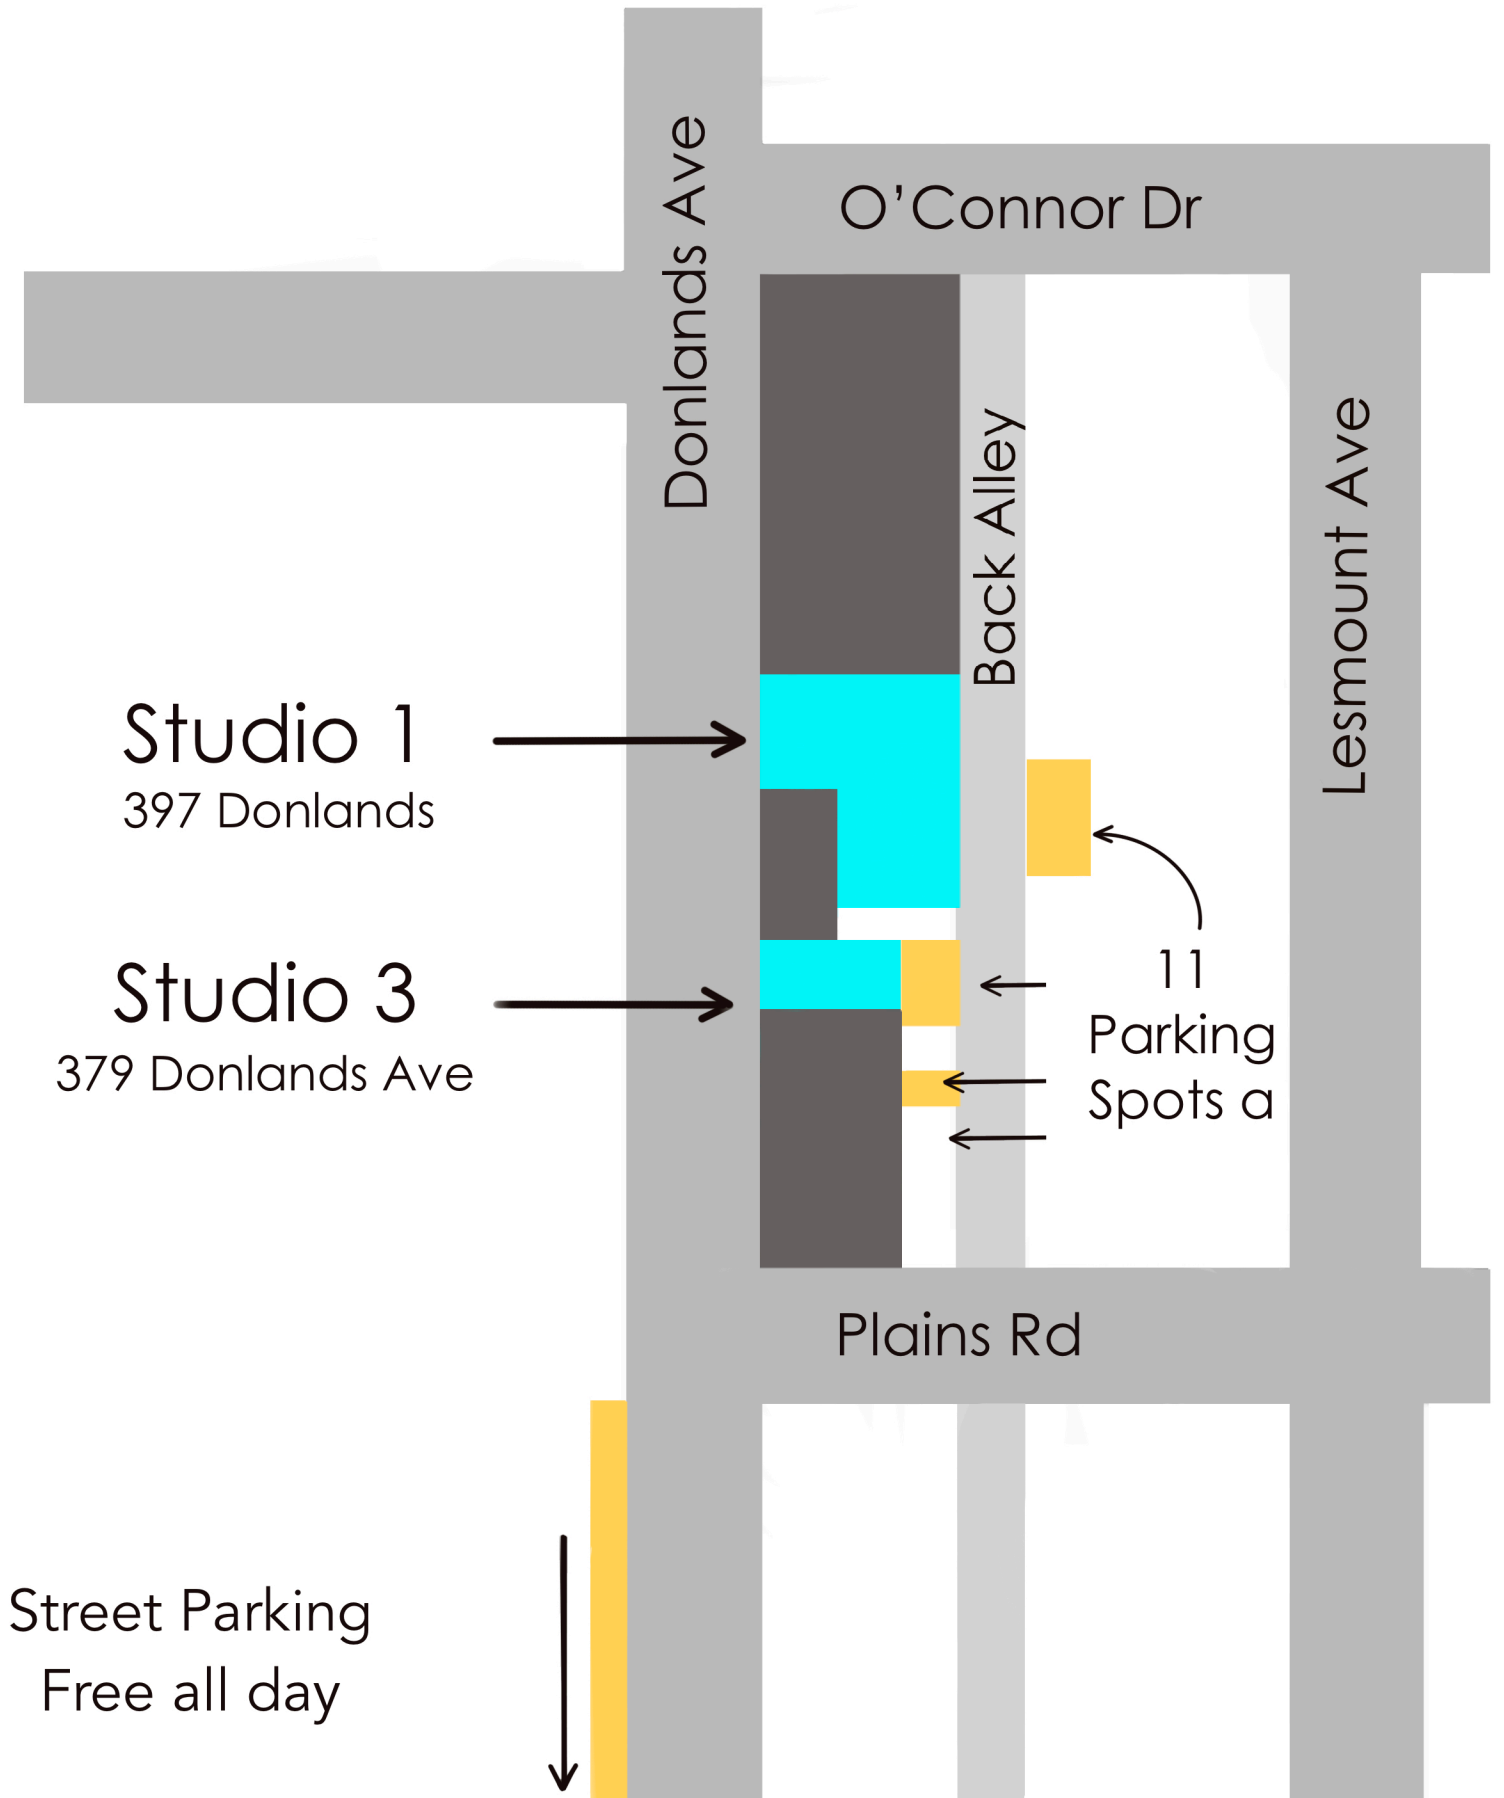 Donlands Ave
O’Connor Dr
Back Alley
Lesmount Ave
Studio 1
397 Donlands
Studio 3
379 Donlands Ave
11
Parking
Spots a
Plains Rd
Street Parking
Free all day